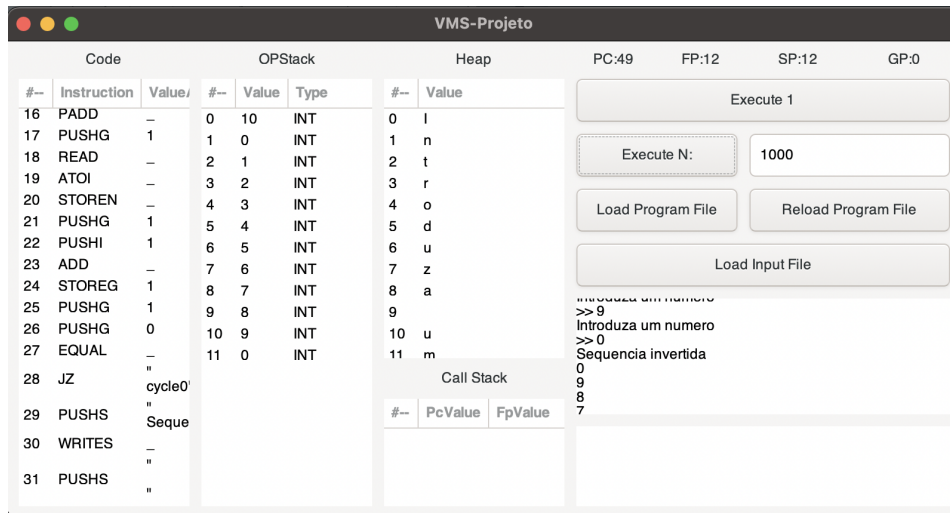 VMS-Projeto
Code OPStack Heap PC:49 FP:12 SP:12 GP:0
#-- Instruction ValueA #-- Value Type #-- Value
Execute 1
Execute N: 1000
Load Program File Reload Program File
Load Input File
16 PADD _
17 PUSHG 1
18 READ _
19 ATOI _
20 STOREN _
21 PUSHG 1
22 PUSHI 1
23 ADD _
24 STOREG 1
25 PUSHG 1
26 PUSHG 0
27 EQUAL _
28 JZ " cycle0"
29 PUSHS " Seque
30 WRITES _
31 PUSHS " "
0 10 INT
1 0 INT
2 1 INT
3 2 INT
4 3 INT
5 4 INT
6 5 INT
7 6 INT
8 7 INT
9 8 INT
10 9 INT
11 0 INT
0 I
1 n
2 t
3 r
4 o
5 d
6 u
7 z
8 a
9
10 u
11 m
Call Stack
#-- PcValue FpValue
Introduza um numero
>> 9
Introduza um numero
>> 0
Sequencia invertida
0
9
8
7